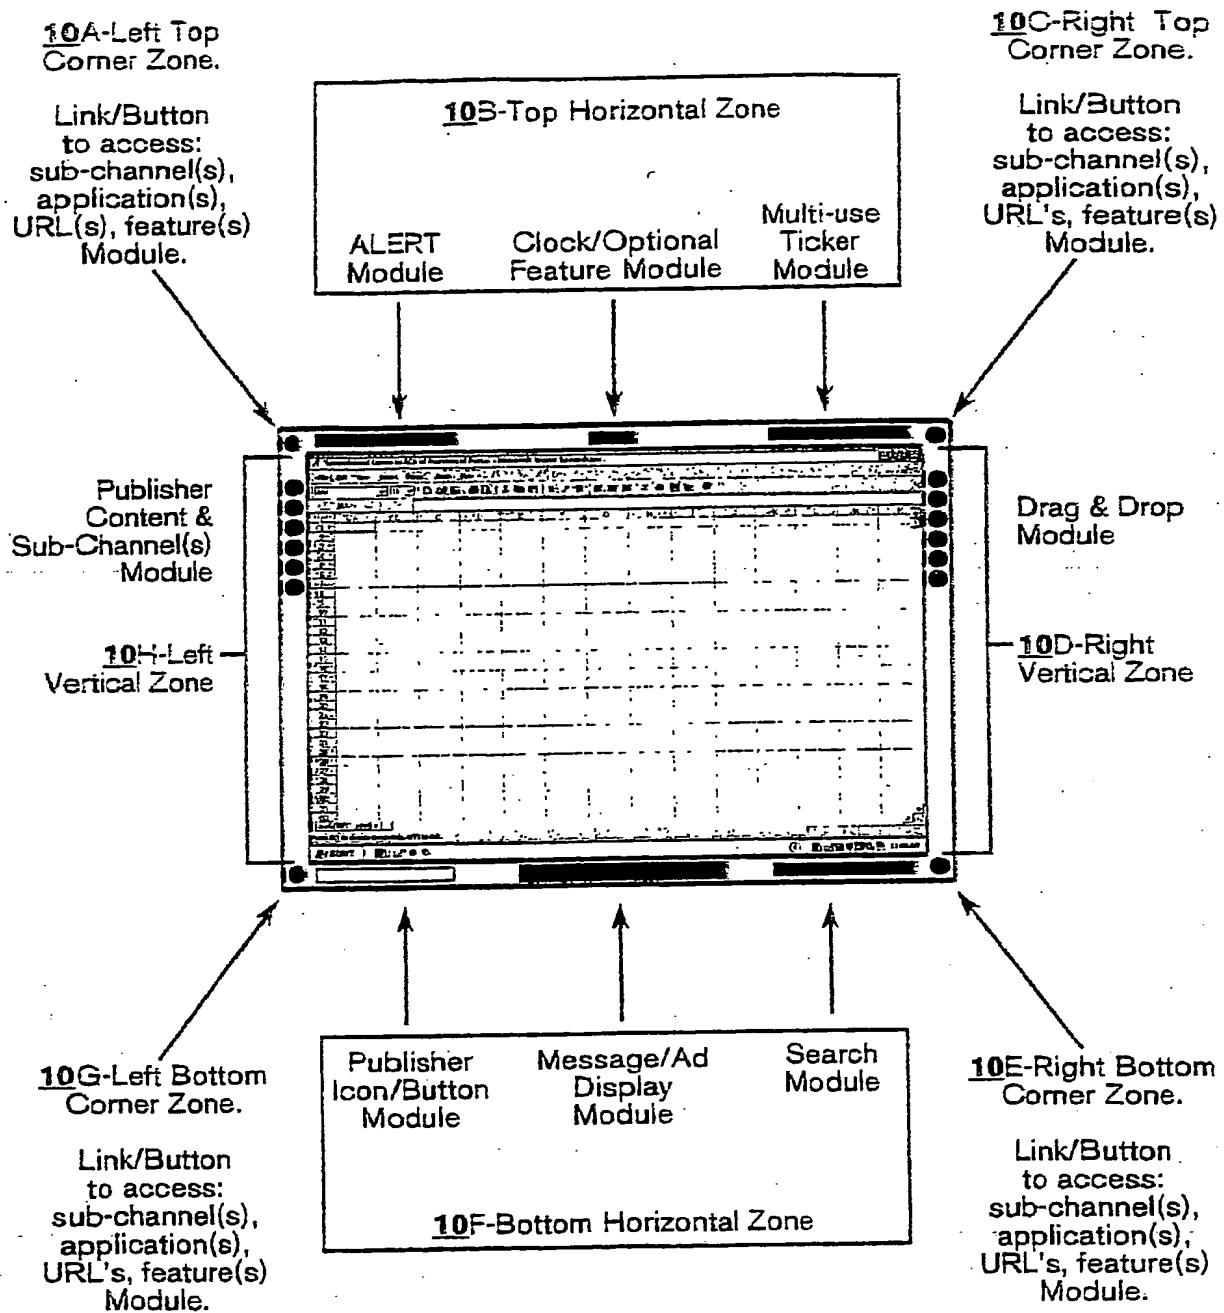 10A-Left Top
Corner Zone.
Link/Button
to access:
sub-channel(s),
application(s),
URL(s), feature(s)
Module.
10B-Top Horizontal Zone
ALERT
Module
Clock/Optional
Feature Module
Multi-use
Ticker
Module
10C-Right Top
Corner Zone.
Link/Button
to access:
sub-channel(s),
application(s),
URL's, feature(s)
Module.
Publisher
Content &
Sub-Channel(s)
Module
10H-Left
Vertical Zone
Drag & Drop
Module
10D-Right
Vertical Zone
10G-Left Bottom
Corner Zone.
Link/Button
to access:
sub-channel(s),
application(s),
URL's, feature(s)
Module.
Publisher
Icon/Button
Module
Message/Ad
Display
Module
Search
Module
10F-Bottom Horizontal Zone
10E-Right Bottom
Corner Zone.
Link/Button
to access:
sub-channel(s),
application(s),
URL's, feature(s)
Module.